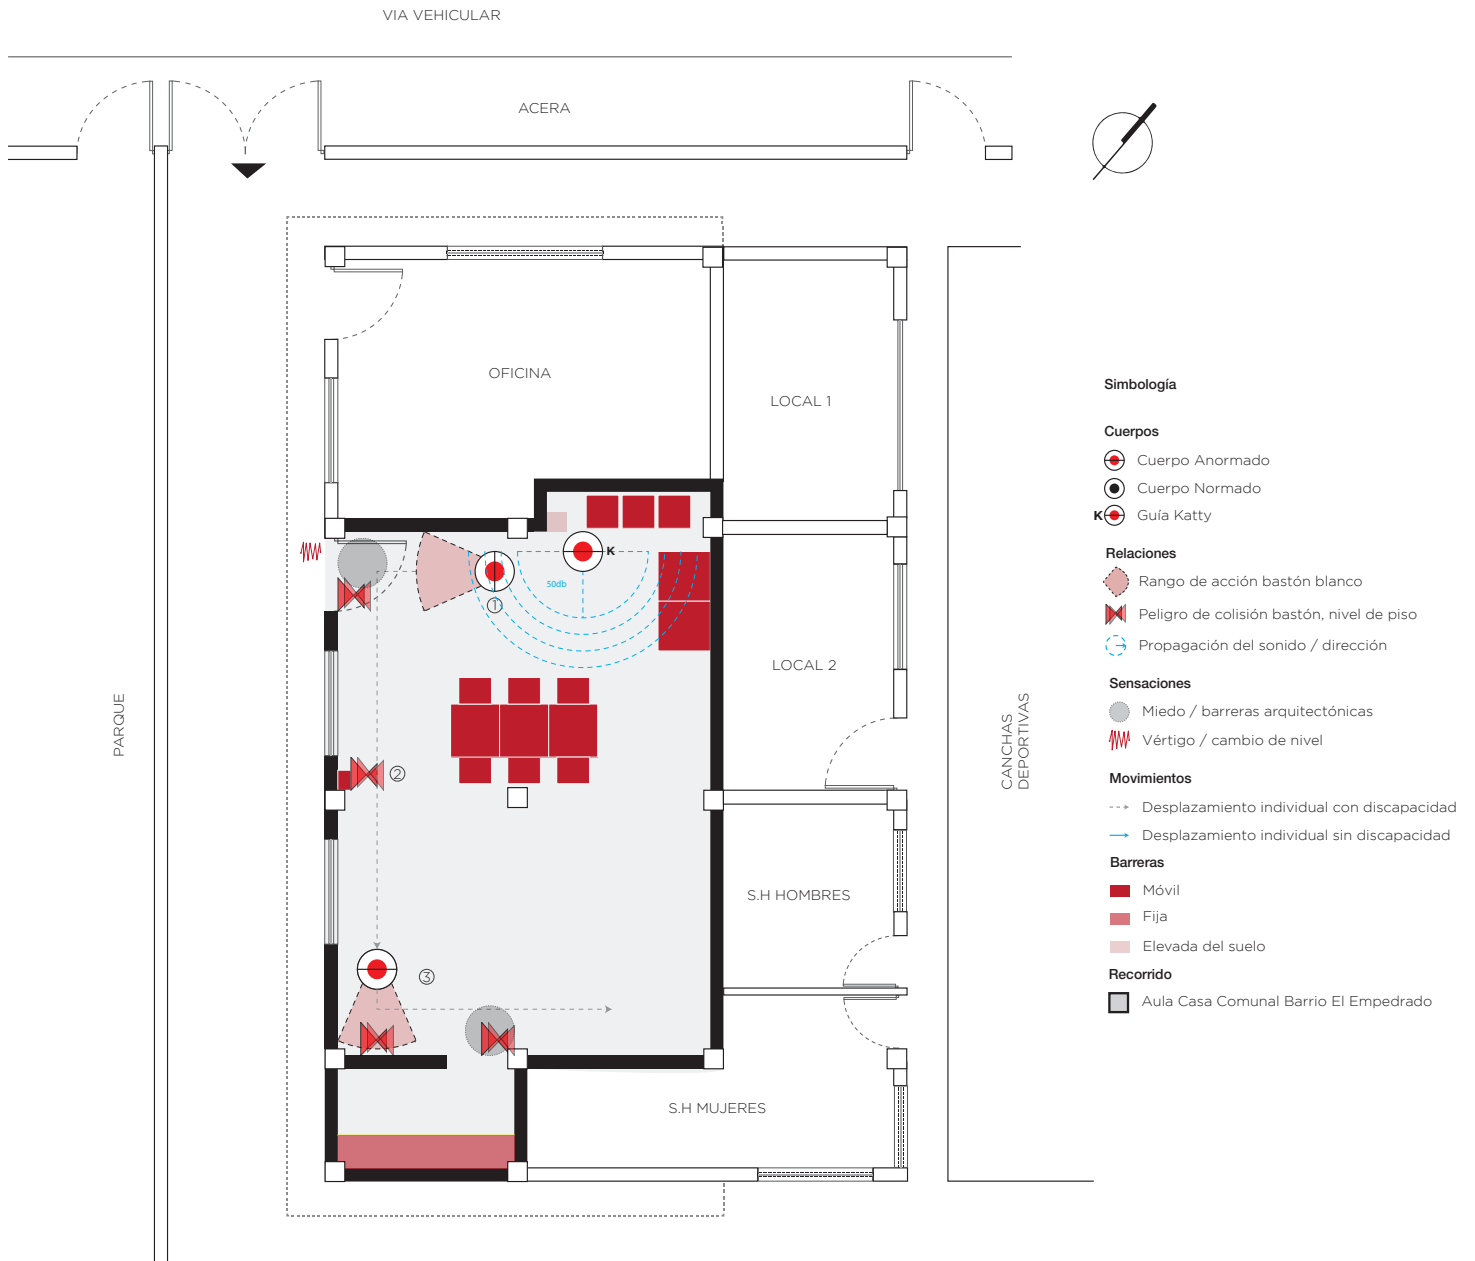 VIA VEHICULAR
ACERA
OFICINA
LOCAL 1
K
50db
①
LOCAL 2
PARQUE
②
CANCHAS
DEPORTIVAS
S.H HOMBRES
③
S.H MUJERES
Simbología
Cuerpos
Cuerpo Anormado
Cuerpo Normado
K Guía Katty
Relaciones
Rango de acción bastón blanco
Peligro de colisión bastón, nivel de piso
Propagación del sonido / dirección
Sensaciones
Miedo / barreras arquitectónicas
Vértigo / cambio de nivel
Movimientos
Desplazamiento individual con discapacidad
Desplazamiento individual sin discapacidad
Barreras
Móvil
Fija
Elevada del suelo
Recorrido
Aula Casa Comunal Barrio El Empedrado